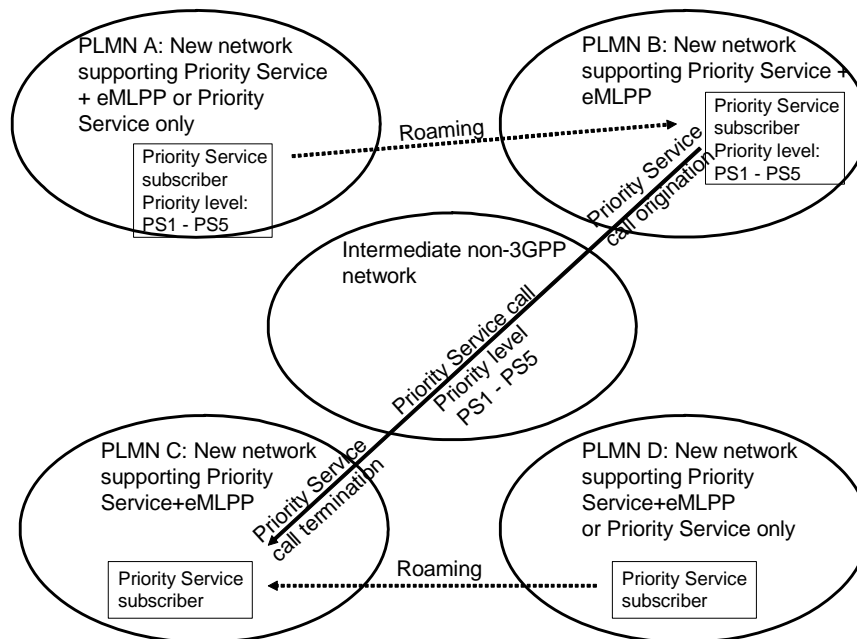 PLMN A: New network
supporting Priority Service
+ eMLPP or Priority
Service only
Priority Service
subscriber
Priority level:
PS1 - PS5
Roaming
PLMN B: New network
supporting Priority Service +
eMLPP
Priority Service
subscriber
Priority level:
PS1 - PS5
Priority Service
call origination
Intermediate non-3GPP
network
Priority Service call
Priority level
PS1 - PS5
Priority Service
call termination
PLMN C: New network
supporting Priority
Service+eMLPP
Priority Service
subscriber
Roaming
PLMN D: New network
supporting Priority
Service+eMLPP
or Priority Service only
Priority Service
subscriber